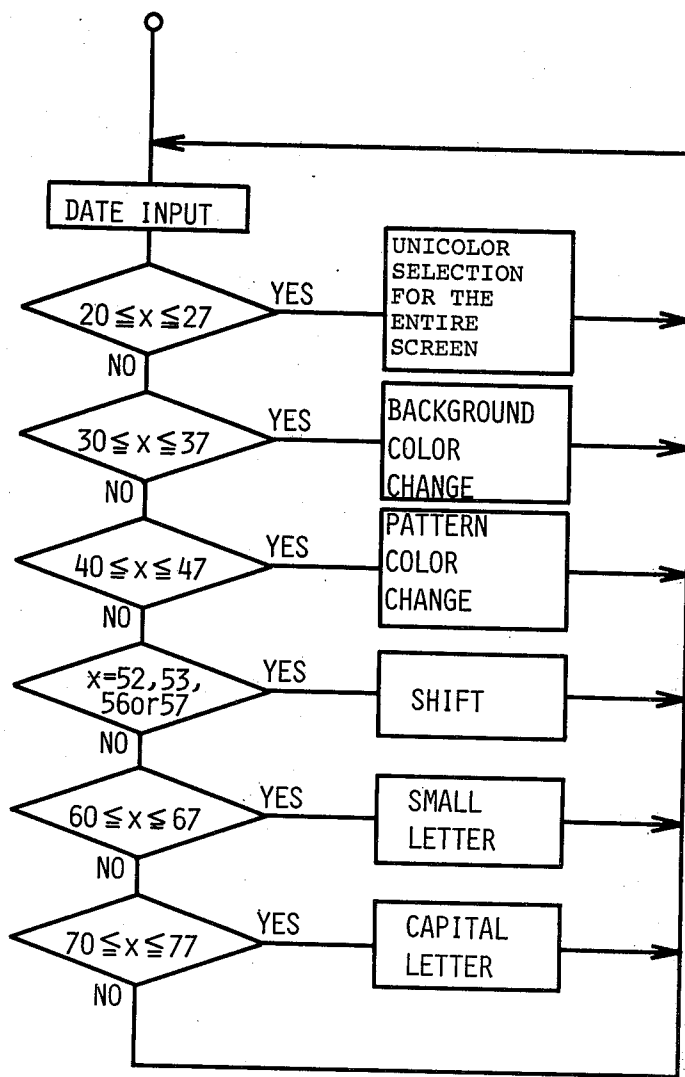 DATE INPUT
20≦x≦27
YES
UNICOLOR
SELECTION
FOR THE
ENTIRE
SCREEN
NO
30≦x≦37
YES
BACKGROUND
COLOR
CHANGE
NO
40≦x≦47
YES
PATTERN
COLOR
CHANGE
NO
x=52,53,
56or57
YES
SHIFT
NO
60≦x≦67
YES
SMALL
LETTER
NO
70≦x≦77
YES
CAPITAL
LETTER
NO